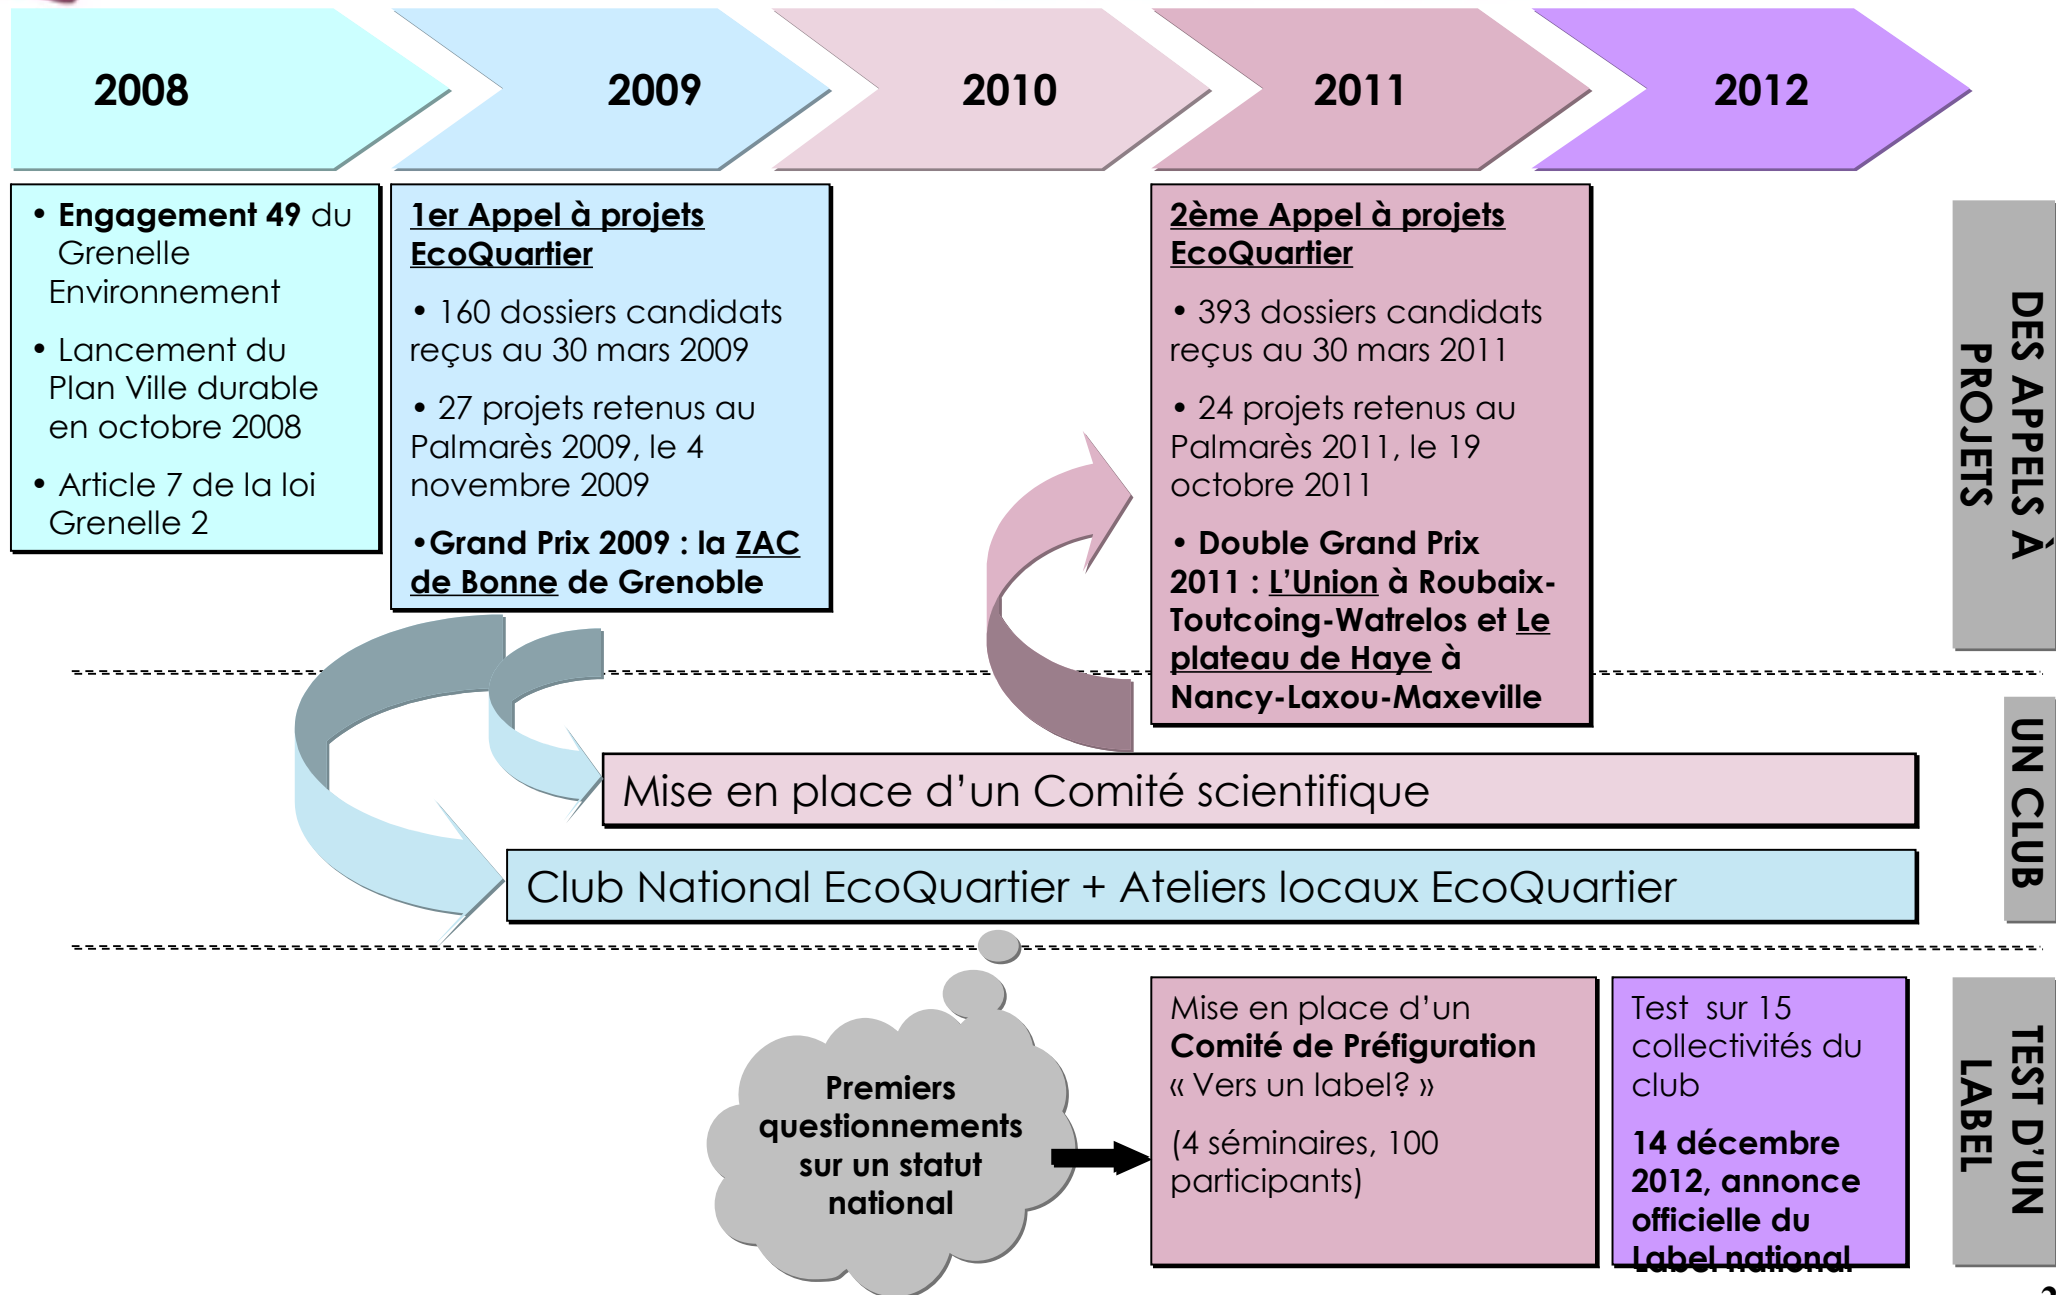 2008
2009
2010
2011
2012
• Engagement 49 du
Grenelle
Environnement
• Lancement du
Plan Ville durable
en octobre 2008
• Article 7 de la loi
Grenelle 2
1er Appel à projets
EcoQuartier
• 160 dossiers candidats
reçus au 30 mars 2009
• 27 projets retenus au
Palmarès 2009, le 4
novembre 2009
•Grand Prix 2009 : la ZAC
de Bonne de Grenoble
2ème Appel à projets
EcoQuartier
• 393 dossiers candidats
reçus au 30 mars 2011
• 24 projets retenus au
Palmarès 2011, le 19
octobre 2011
• Double Grand Prix
2011 : L’Union à Roubaix-
Toutcoing-Watrelos et Le
plateau de Haye à
Nancy-Laxou-Maxeville
DES APPELS À
PROJETS
Mise en place d’un Comité scientifique
Club National EcoQuartier + Ateliers locaux EcoQuartier
UN CLUB
Premiers
questionnements
sur un statut
national
Mise en place d’un
Comité de Préfiguration
« Vers un label? »
(4 séminaires, 100
participants)
Test sur 15
collectivités du
club
14 décembre
2012, annonce
officielle du
Label national
TEST D’UN
LABEL